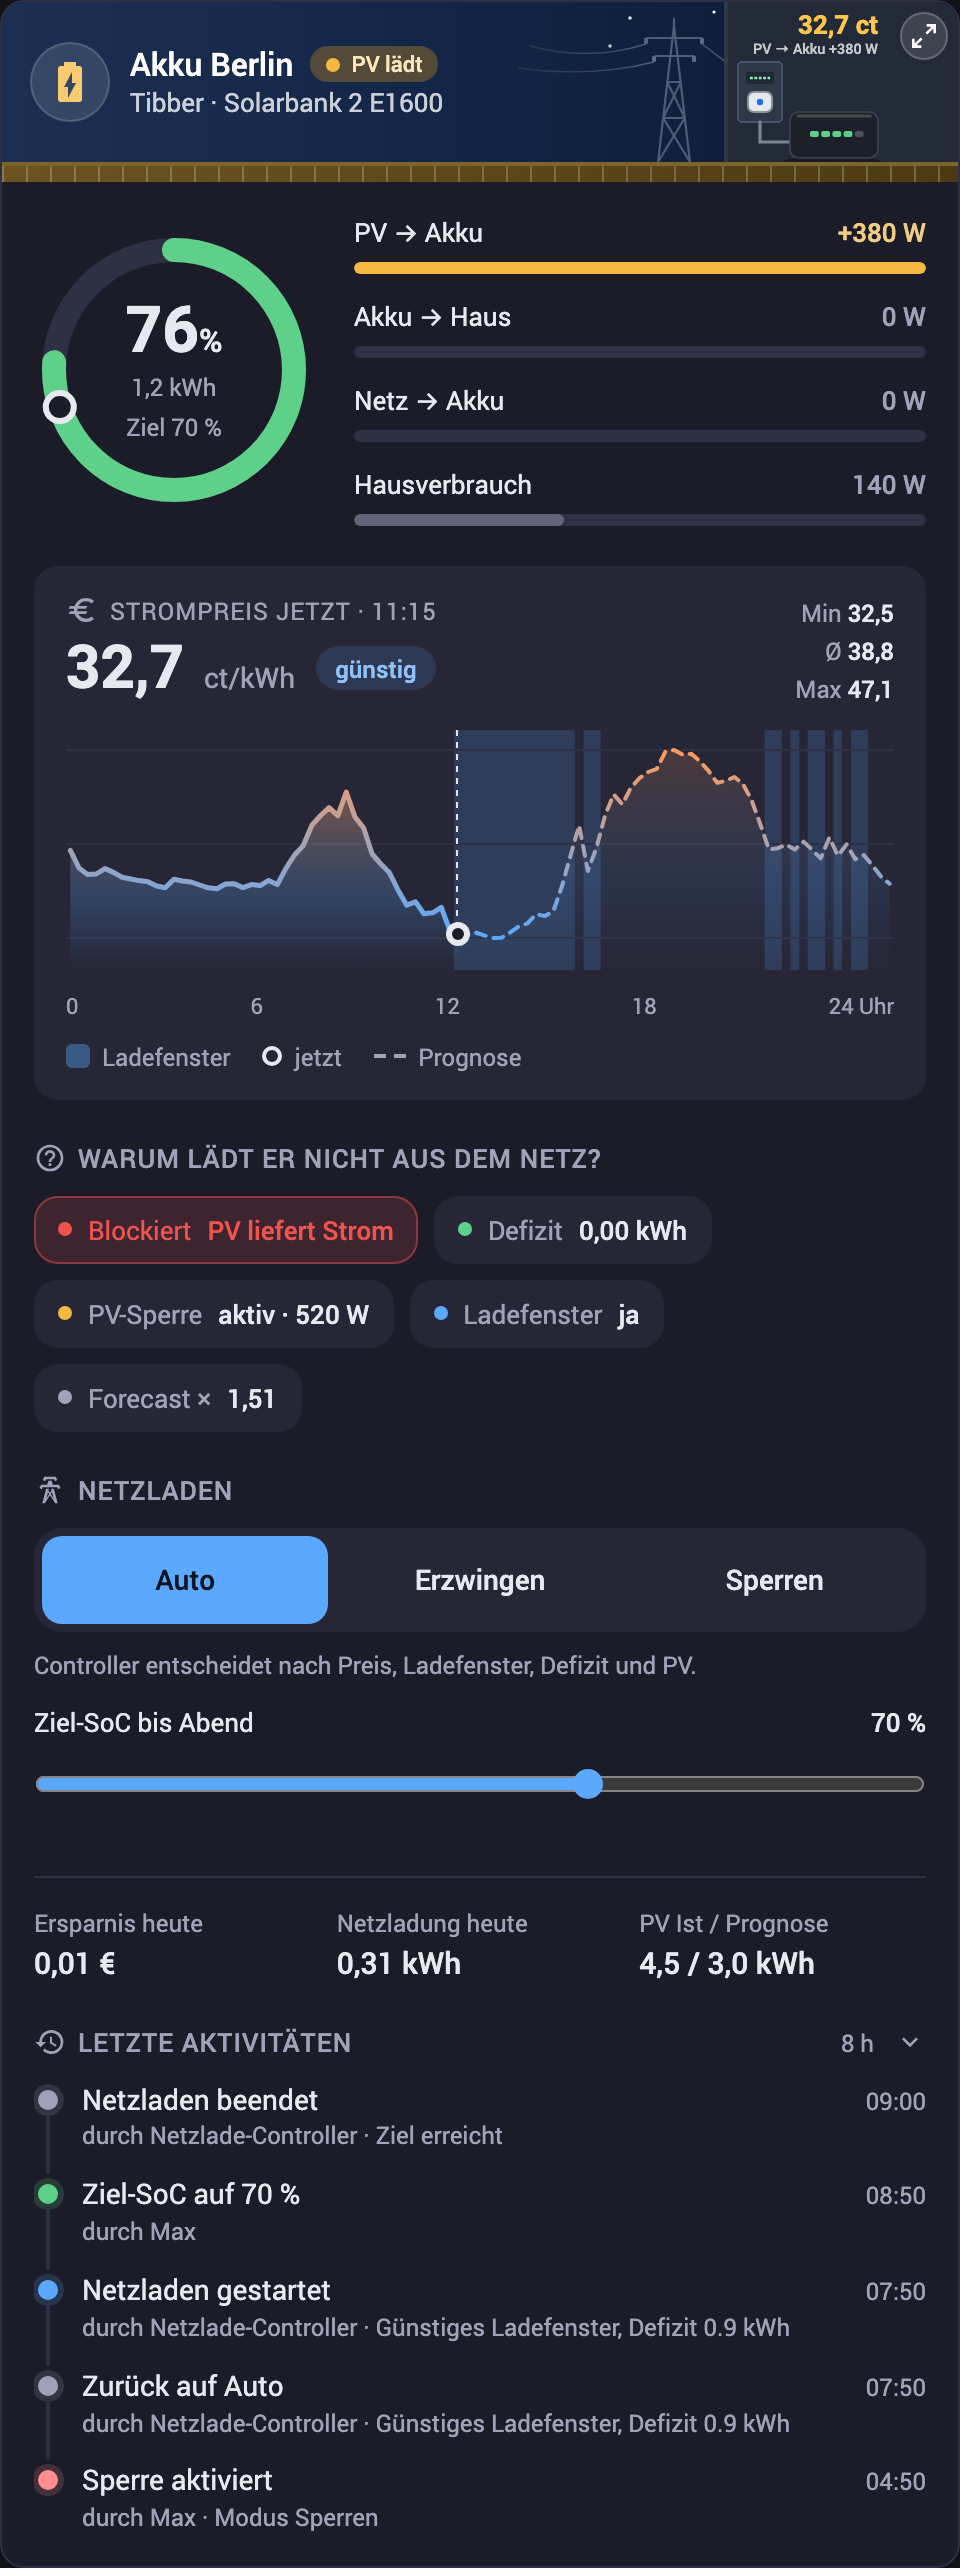 Akku Berlin
PV lädt
Tibber · Solarbank 2 E1600
32,7 ct
PV → Akku +380 W
76%
1,2 kWh
Ziel 70 %
PV → Akku +380 W
Akku → Haus 0 W
Netz → Akku 0 W
Hausverbrauch 140 W
STROMPREIS JETZT · 11:15
32,7 ct/kWh günstig
Min 32,5
Ø 38,8
Max 47,1
0 6 12 18 24 Uhr
Ladefenster jetzt Prognose
WARUM LÄDT ER NICHT AUS DEM NETZ?
Blockiert PV liefert Strom Defizit 0,00 kWh
PV-Sperre aktiv · 520 W Ladefenster ja
Forecast × 1,51
NETZLADEN
Auto Erzwingen Sperren
Controller entscheidet nach Preis, Ladefenster, Defizit und PV.
Ziel-SoC bis Abend 70 %
Ersparnis heute Netzladung heute PV Ist / Prognose
0,01 € 0,31 kWh 4,5 / 3,0 kWh
LETZTE AKTIVITÄTEN 8 h
Netzladen beendet 09:00
durch Netzlade-Controller · Ziel erreicht
Ziel-SoC auf 70 % 08:50
durch Max
Netzladen gestartet 07:50
durch Netzlade-Controller · Günstiges Ladefenster, Defizit 0.9 kWh
Zurück auf Auto 07:50
durch Netzlade-Controller · Günstiges Ladefenster, Defizit 0.9 kWh
Sperre aktiviert 04:50
durch Max · Modus Sperren